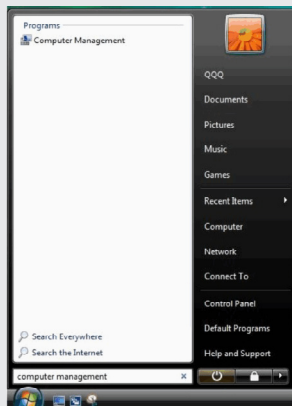 Programs
Computer Management
QQQ
Documents
Pictures
Music
Games
Recent Items
Computer
Network
Connect To
Control Panel
Default Programs
Help and Support
Search Everywhere
Search the Internet
computer management